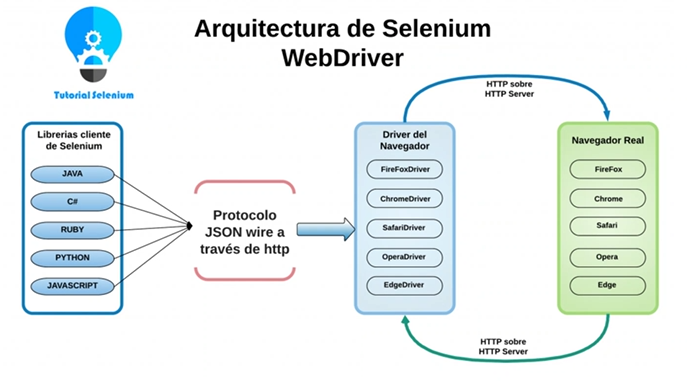 Arquitectura de Selenium
WebDriver
Tutorial Selenium
Librerias cliente
de Selenium
JAVA
C#
RUBY
PYTHON
JAVASCRIPT
Protocolo
JSON wire a
través de http
Driver del
Navegador
FireFoxDriver
ChromeDriver
SafariDriver
OperaDriver
EdgeDriver
HTTP sobre
HTTP Server
Navegador Real
FireFox
Chrome
Safari
Opera
Edge
HTTP sobre
HTTP Server